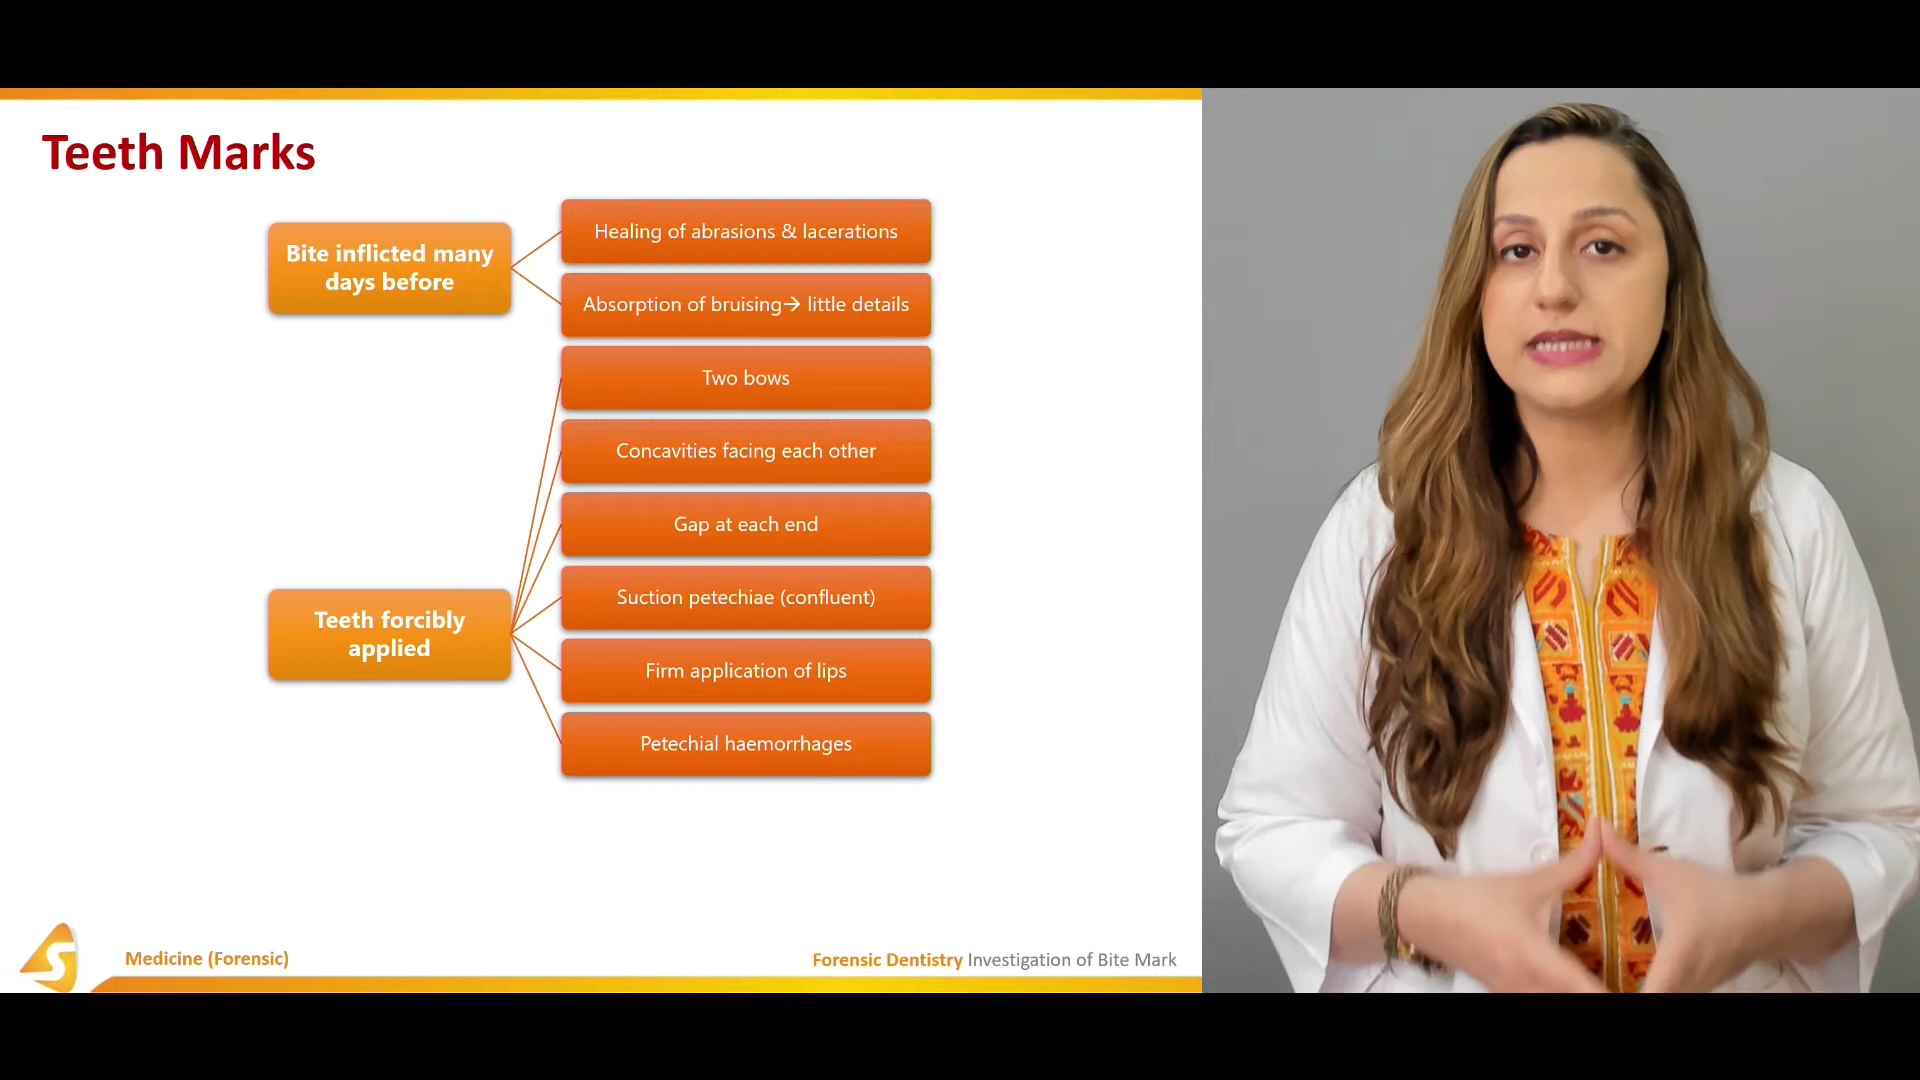 Teeth Marks
Bite inflicted many
days before
Healing of abrasions & lacerations
Absorption of bruising→ little details
Teeth forcibly
applied
Two bows
Concavities facing each other
Gap at each end
Suction petechiae (confluent)
Firm application of lips
Petechial haemorrhages
S
Medicine (Forensic)
Forensic Dentistry Investigation of Bite Mark